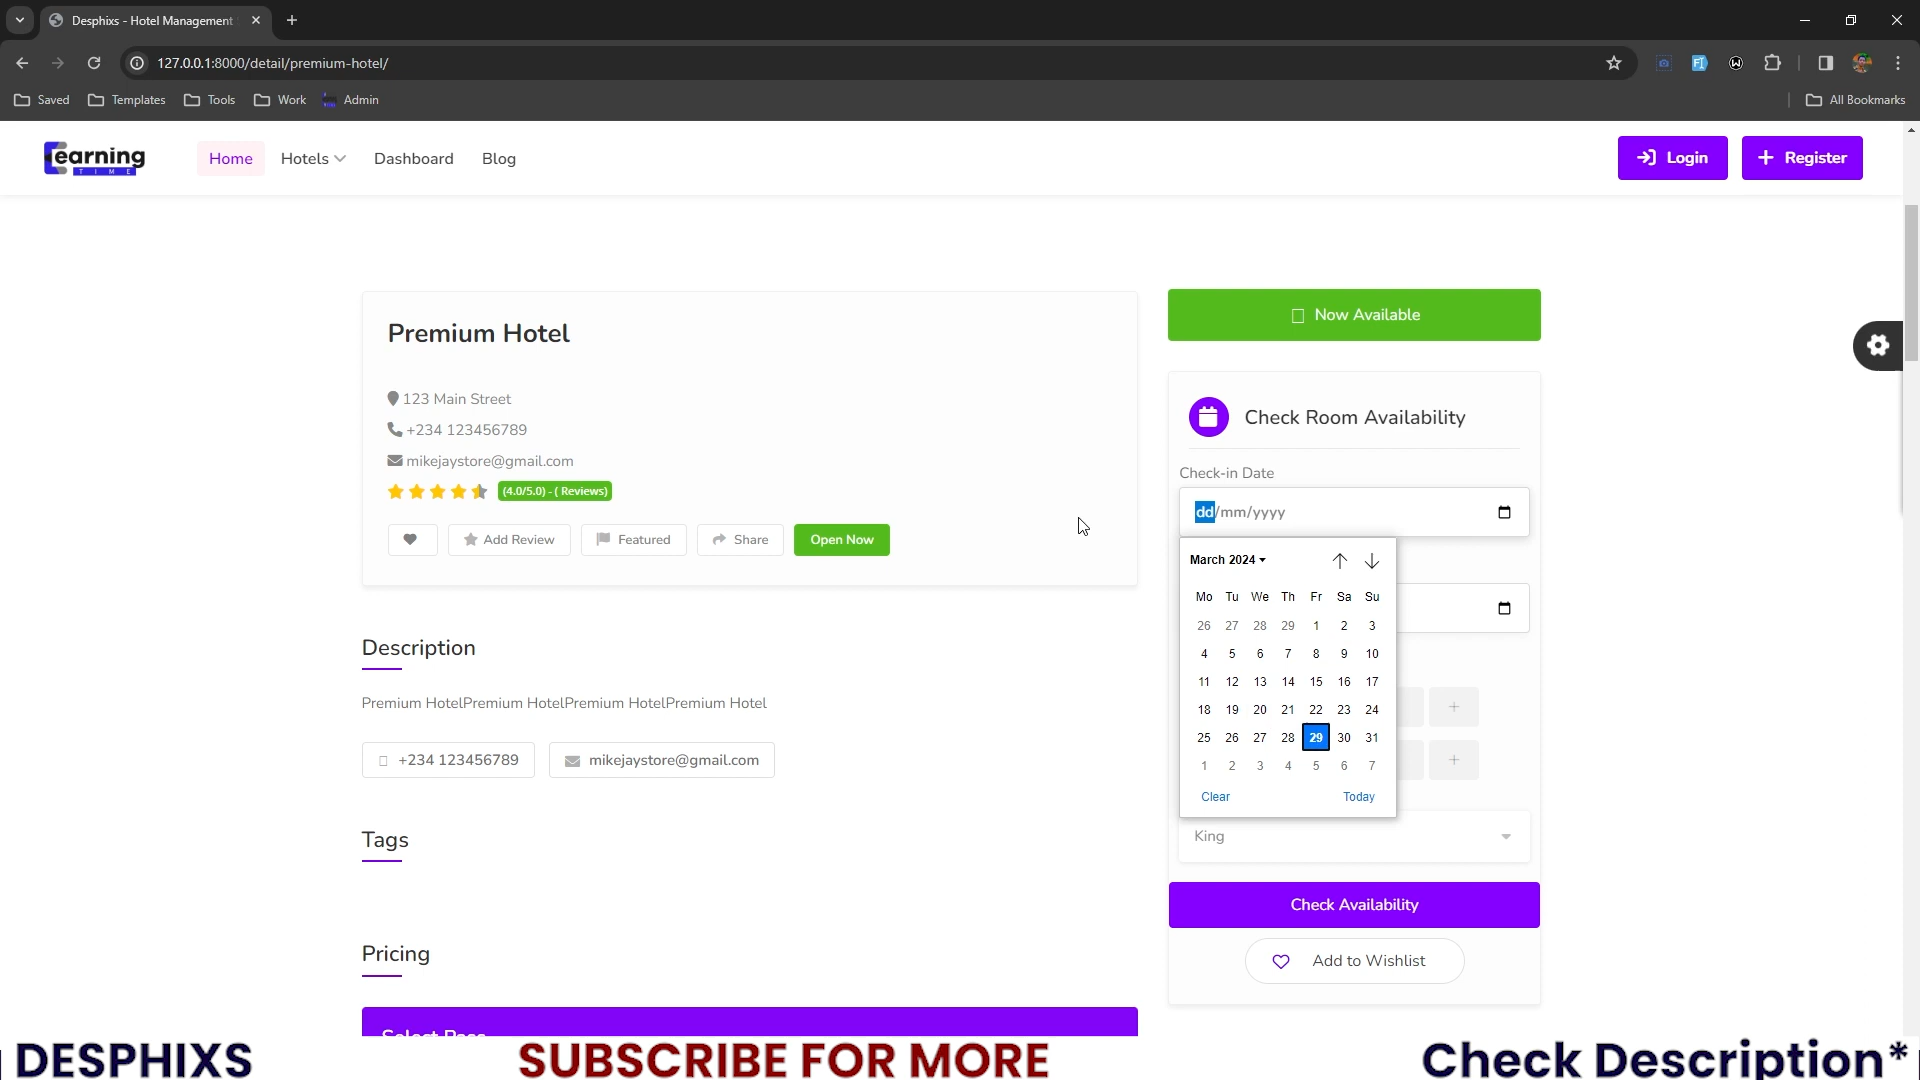 Desphixs - Hotel Management
127.0.0.1:8000/detail/premium-hotel/
Saved Templates Tools Work Admin All Bookmarks
earning
TIME
Home Hotels Dashboard Blog
Login Register
Premium Hotel
123 Main Street
+234 123456789
mikejaystore@gmail.com
(4.0/5.0) - ( Reviews)
Add Review Featured Share Open Now
Description
Premium HotelPremium HotelPremium HotelPremium Hotel
+234 123456789 mikejaystore@gmail.com
Tags
Pricing
Now Available
Check Room Availability
Check-in Date
dd/mm/yyyy
March 2024
Mo Tu We Th Fr Sa Su
26 27 28 29 1 2 3
4 5 6 7 8 9 10
11 12 13 14 15 16 17
18 19 20 21 22 23 24
25 26 27 28 29 30 31
1 2 3 4 5 6 7
Clear Today
King
Check Availability
Add to Wishlist
DESPHIXS SUBSCRIBE FOR MORE Check Description*